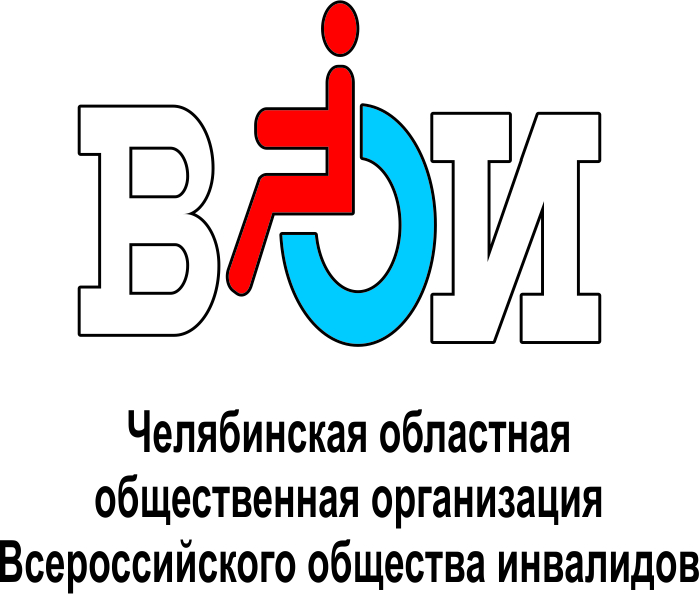 ВОИ
Челябинская областная
общественная организация
Всероссийского общества инвалидов